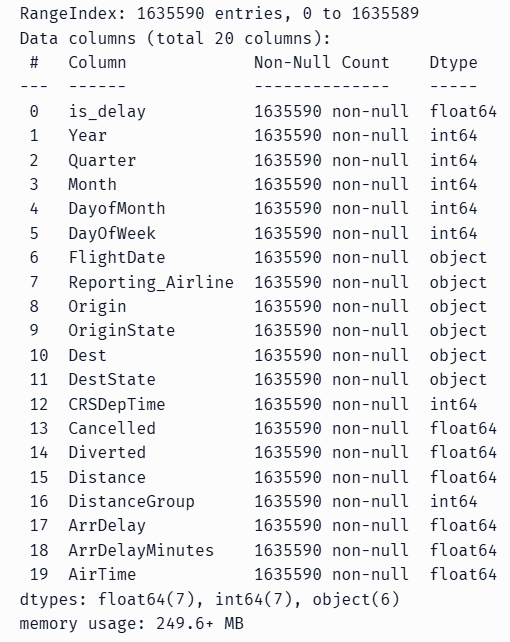 RangeIndex: 1635590 entries, 0 to 1635589
Data columns (total 20 columns):
 #   Column             Non-Null Count    Dtype
---  ------             --------------    -----
 0   is_delay           1635590 non-null  float64
 1   Year               1635590 non-null  int64
 2   Quarter            1635590 non-null  int64
 3   Month              1635590 non-null  int64
 4   DayofMonth         1635590 non-null  int64
 5   DayOfWeek          1635590 non-null  int64
 6   FlightDate         1635590 non-null  object
 7   Reporting_Airline  1635590 non-null  object
 8   Origin             1635590 non-null  object
 9   OriginState        1635590 non-null  object
 10  Dest               1635590 non-null  object
 11  DestState          1635590 non-null  object
 12  CRSDepTime         1635590 non-null  int64
 13  Cancelled          1635590 non-null  float64
 14  Diverted           1635590 non-null  float64
 15  Distance           1635590 non-null  float64
 16  DistanceGroup      1635590 non-null  int64
 17  ArrDelay           1635590 non-null  float64
 18  ArrDelayMinutes    1635590 non-null  float64
 19  AirTime            1635590 non-null  float64
dtypes: float64(7), int64(7), object(6)
memory usage: 249.6+ MB